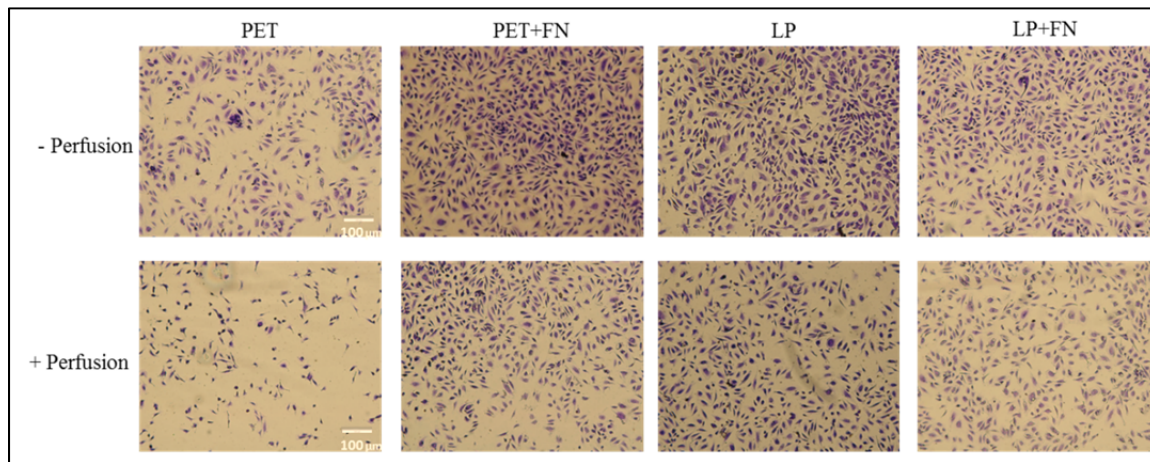 PET PET+FN LP LP+FN
- Perfusion
100 µm
+ Perfusion
100 µm